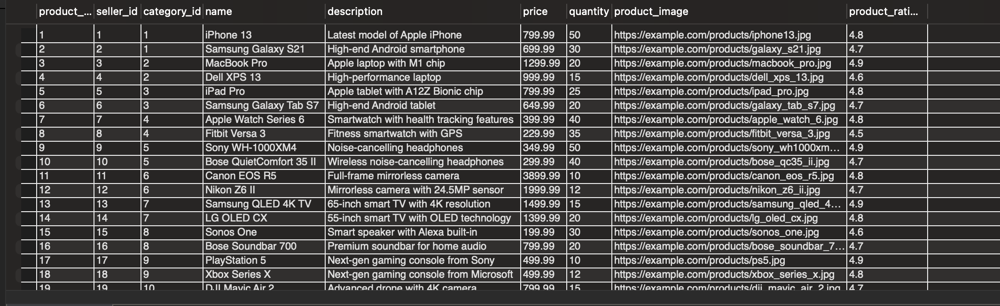 product_... seller_id category_id name description price quantity product_image product_rati...
1 1 1 iPhone 13 Latest model of Apple iPhone 799.99 50 https://example.com/products/iphone13.jpg 4.8
2 2 1 Samsung Galaxy S21 High-end Android smartphone 699.99 30 https://example.com/products/galaxy_s21.jpg 4.7
3 3 2 MacBook Pro Apple laptop with M1 chip 1299.99 20 https://example.com/products/macbook_pro.jpg 4.9
4 4 2 Dell XPS 13 High-performance laptop 999.99 15 https://example.com/products/dell_xps_13.jpg 4.6
5 5 3 iPad Pro Apple tablet with A12Z Bionic chip 799.99 25 https://example.com/products/ipad_pro.jpg 4.8
6 6 3 Samsung Galaxy Tab S7 High-end Android tablet 649.99 20 https://example.com/products/galaxy_tab_s7.jpg 4.7
7 7 4 Apple Watch Series 6 Smartwatch with health tracking features 399.99 40 https://example.com/products/apple_watch_6.jpg 4.8
8 8 4 Fitbit Versa 3 Fitness smartwatch with GPS 229.99 35 https://example.com/products/fitbit_versa_3.jpg 4.5
9 9 5 Sony WH-1000XM4 Noise-cancelling headphones 349.99 50 https://example.com/products/sony_wh1000xm... 4.9
10 10 5 Bose QuietComfort 35 II Wireless noise-cancelling headphones 299.99 40 https://example.com/products/bose_qc35_ii.jpg 4.7
11 11 6 Canon EOS R5 Full-frame mirrorless camera 3899.99 10 https://example.com/products/canon_eos_r5.jpg 4.8
12 12 6 Nikon Z6 II Mirrorless camera with 24.5MP sensor 1999.99 12 https://example.com/products/nikon_z6_ii.jpg 4.7
13 13 7 Samsung QLED 4K TV 65-inch smart TV with 4K resolution 1499.99 15 https://example.com/products/samsung_qled_4... 4.9
14 14 7 LG OLED CX 55-inch smart TV with OLED technology 1399.99 20 https://example.com/products/lg_oled_cx.jpg 4.8
15 15 8 Sonos One Smart speaker with Alexa built-in 199.99 30 https://example.com/products/sonos_one.jpg 4.6
16 16 8 Bose Soundbar 700 Premium soundbar for home audio 799.99 20 https://example.com/products/bose_soundbar_7... 4.7
17 17 9 PlayStation 5 Next-gen gaming console from Sony 499.99 10 https://example.com/products/ps5.jpg 4.9
18 18 9 Xbox Series X Next-gen gaming console from Microsoft 499.99 12 https://example.com/products/xbox_series_x.jpg 4.8
19 19 10 DJI Mavic Air 2 Advanced drone with 4K camera 799.99 15 https://example.com/products/dji_mavic_air_2.jpg 4.7